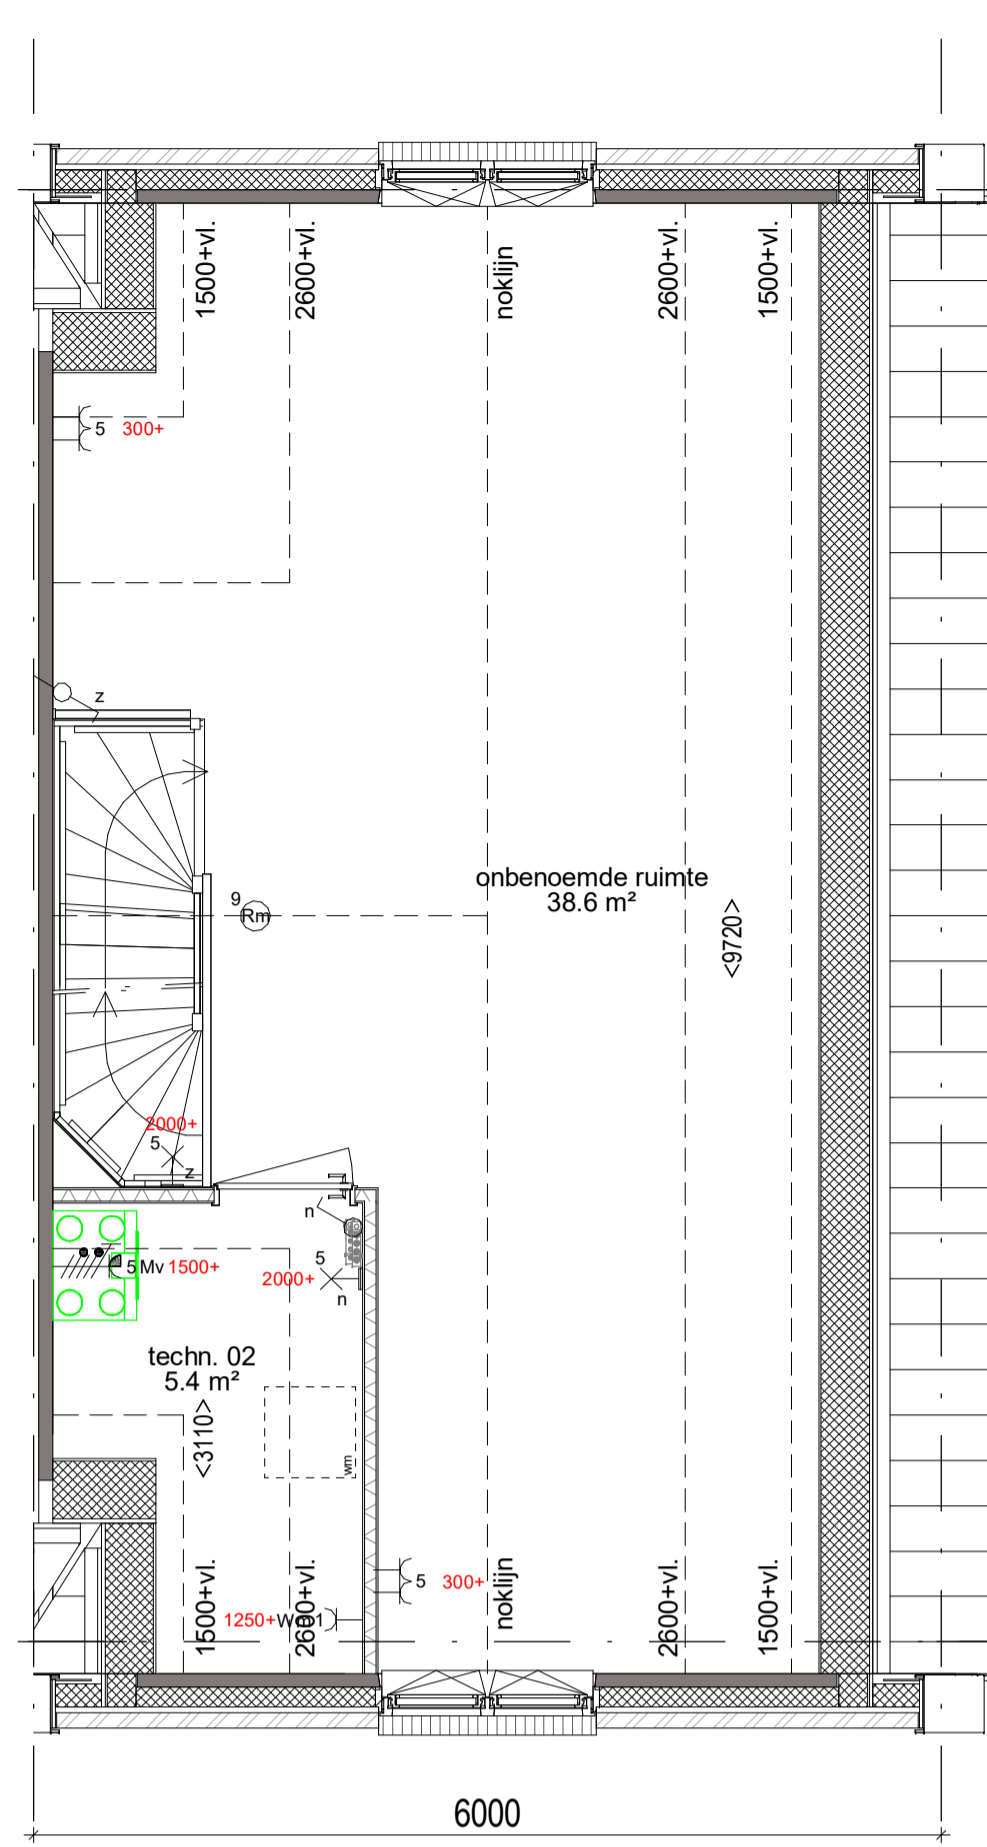 1500+vl.
2600+vl.
noklijn
2600+vl.
1500+vl.
5 300+
z
onbenoemde ruimte
38.6 m²
9
Rm
<9720>
2000+
5
z
n
5 Mv 1500+
5
2000+
n
techn. 02
5.4 m²
<3110>
wm
5 300+
1250+
1500+vl.
2600+vl.
noklijn
2600+vl.
1500+vl.
6000